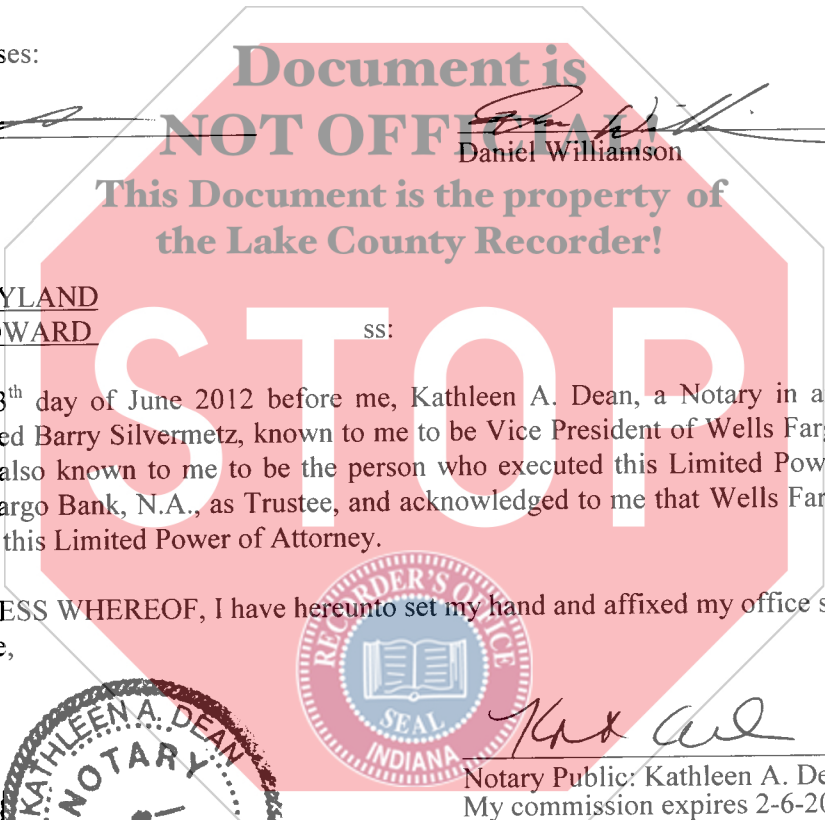 ses:
Document is
NOT OFFICIAL!
Daniel Williamson
This Document is the property of
the Lake County Recorder!
YLAND
OWARD ss:
STOP
8th day of June 2012 before me, Kathleen A. Dean, a Notary in a
ed Barry Silvermetz, known to me to be Vice President of Wells Farg
also known to me to be the person who executed this Limited Pow
argo Bank, N.A., as Trustee, and acknowledged to me that Wells Far
this Limited Power of Attorney.
ESS WHEREOF, I have hereunto set my hand and affixed my office s
e,
RECORDER'S OFFICE
SEAL
INDIANA
KATHLEEN A. DEAN
NOTARY
Notary Public: Kathleen A. De
My commission expires 2-6-20